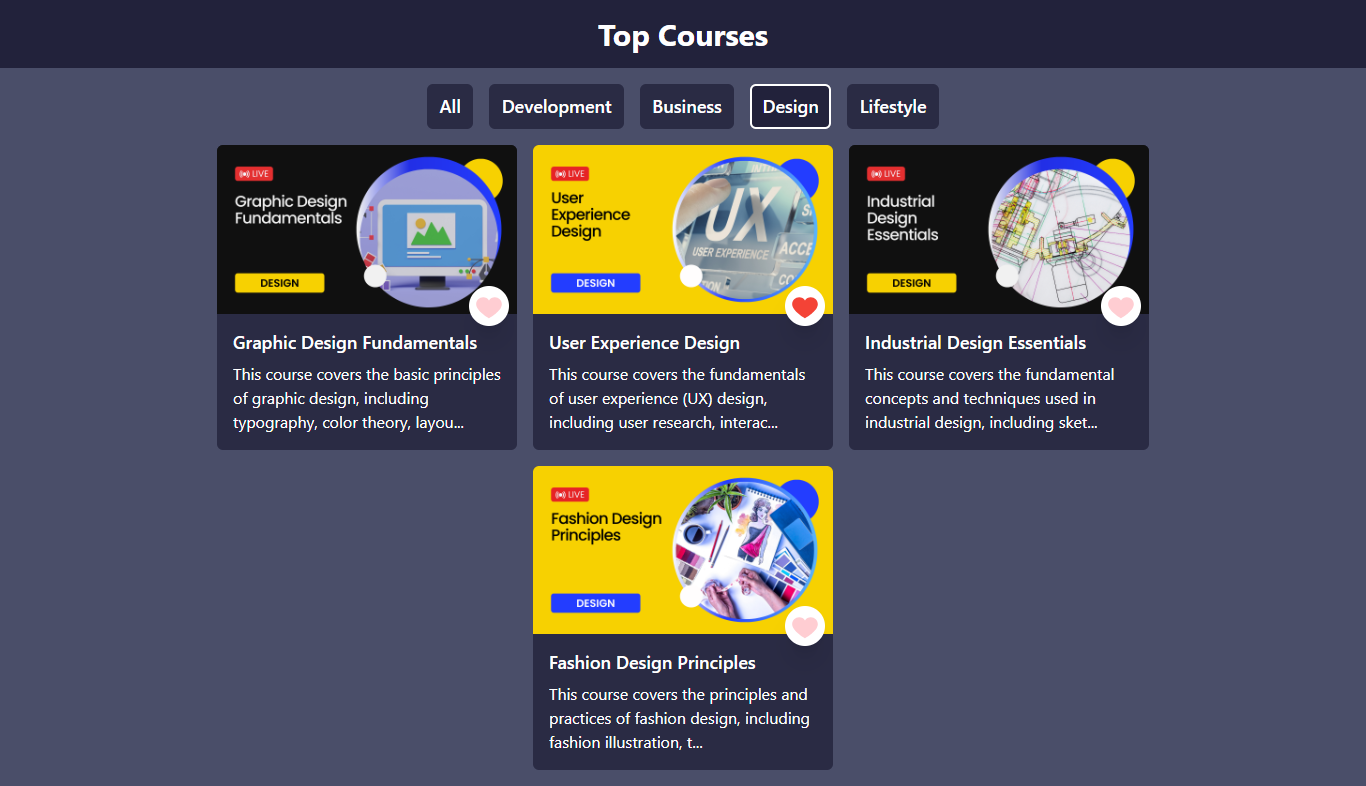 Top Courses
All Development Business Design Lifestyle
LIVE
Graphic Design
Fundamentals
DESIGN
Graphic Design Fundamentals
This course covers the basic principles
of graphic design, including
typography, color theory, layou...
LIVE
User
Experience
Design
DESIGN
UX
USER EXPERIENCE
ACCE
User Experience Design
This course covers the fundamentals
of user experience (UX) design,
including user research, interac...
LIVE
Industrial
Design
Essentials
DESIGN
Industrial Design Essentials
This course covers the fundamental
concepts and techniques used in
industrial design, including sket...
LIVE
Fashion Design
Principles
DESIGN
Fashion Design Principles
This course covers the principles and
practices of fashion design, including
fashion illustration, t...